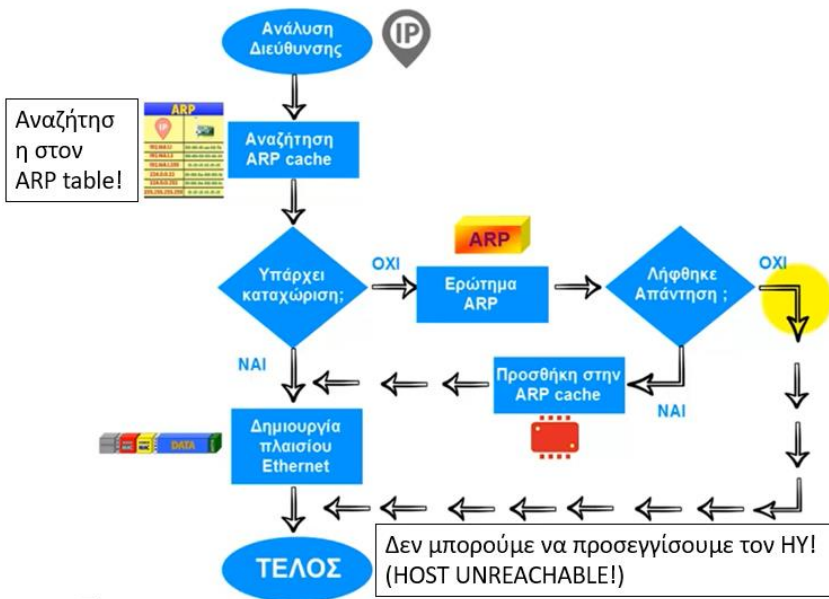 Ανάλυση
Διεύθυνσης
IP
Αναζήτησ
η στον
ARP table!
ARP
IP
Αναζήτηση
ARP cache
ARP
Υπάρχει
καταχώριση;
ΟΧΙ
Ερώτημα
ARP
Λήφθηκε
Απάντηση ;
ΟΧΙ
ΝΑΙ
Προσθήκη στην
ARP cache
ΝΑΙ
DATA
Δημιουργία
πλαισίου
Ethernet
ΤΕΛΟΣ
Δεν μπορούμε να προσεγγίσουμε τον ΗΥ!
(HOST UNREACHABLE!)